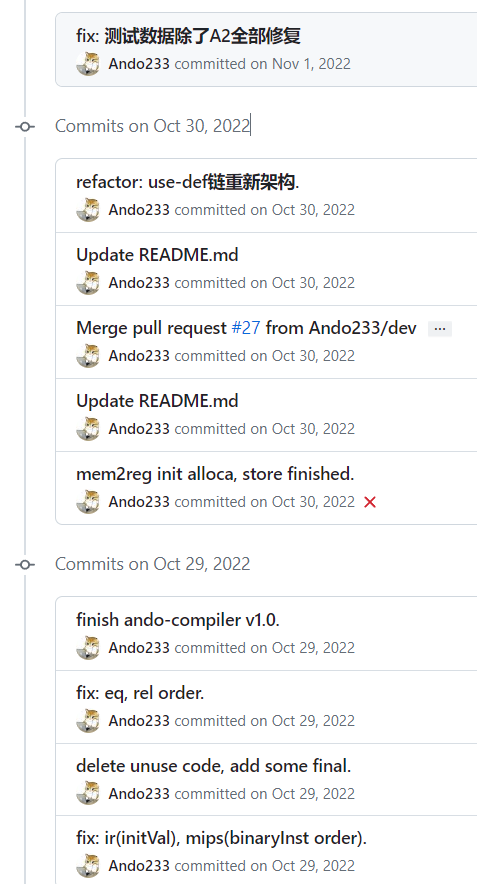 fix: 测试数据除了A2全部修复
Ando233 committed on Nov 1, 2022
Commits on Oct 30, 2022
refactor: use-def链重新架构.
Ando233 committed on Oct 30, 2022
Update README.md
Ando233 committed on Oct 30, 2022
Merge pull request #27 from Ando233/dev ...
Ando233 committed on Oct 30, 2022
Update README.md
Ando233 committed on Oct 30, 2022
mem2reg init alloca, store finished.
Ando233 committed on Oct 30, 2022
Commits on Oct 29, 2022
finish ando-compiler v1.0.
Ando233 committed on Oct 29, 2022
fix: eq, rel order.
Ando233 committed on Oct 29, 2022
delete unuse code, add some final.
Ando233 committed on Oct 29, 2022
fix: ir(initVal), mips(binaryInst order).
Ando233 committed on Oct 29, 2022